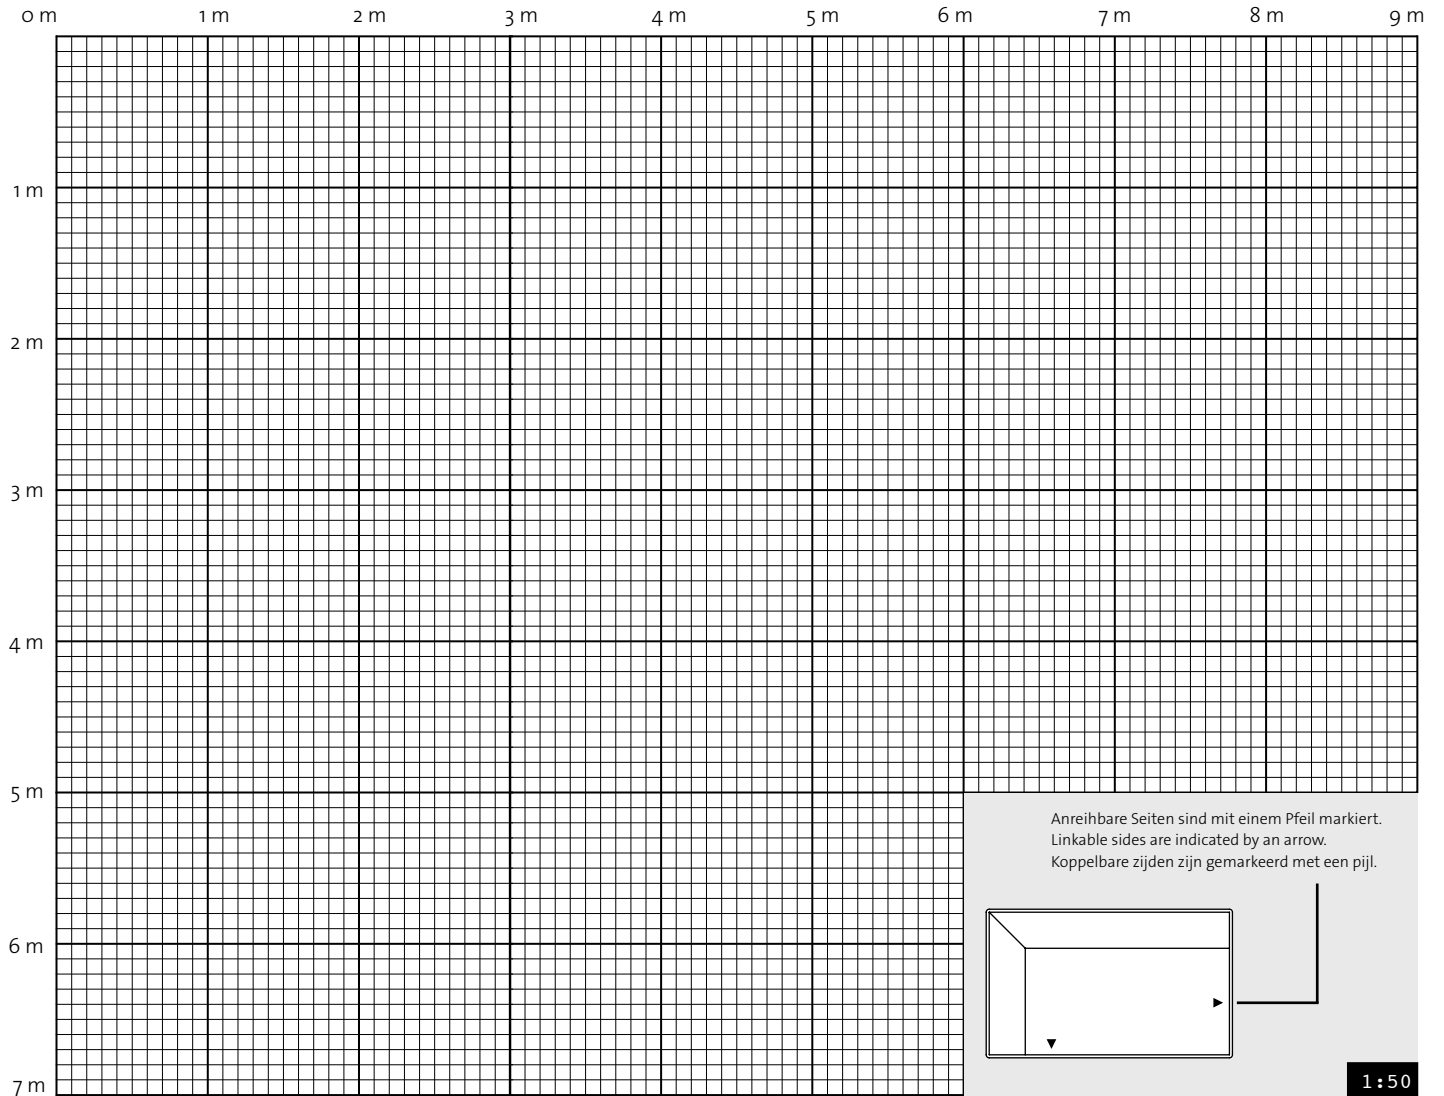 0 m 1 m 2 m 3 m 4 m 5 m 6 m 7 m 8 m 9 m
1 m
2 m
3 m
4 m
5 m
6 m
7 m
Anreihbare Seiten sind mit einem Pfeil markiert.
Linkable sides are indicated by an arrow.
Koppelbare zijden zijn gemarkeerd met een pijl.
1:50